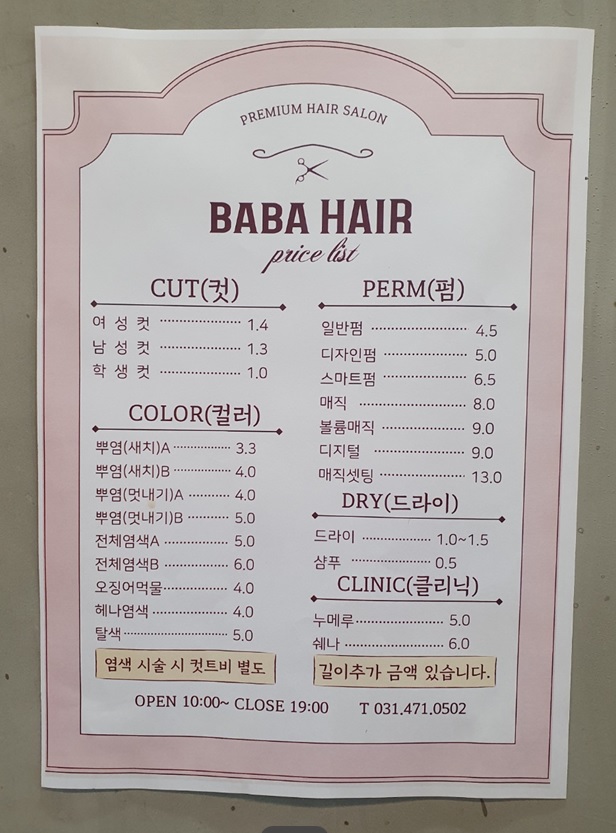 PREMIUM HAIR SALON
BABA HAIR
price list
CUT(컷)
여 성 컷 ······················ 1.4
남 성 컷 ······················ 1.3
학 생 컷 ······················ 1.0
COLOR(컬러)
뿌염(새치)A ··············· 3.3
뿌염(새치)B ··············· 4.0
뿌염(멋내기)A ··········· 4.0
뿌염(멋내기)B ··········· 5.0
전체염색A ················· 5.0
전체염색B ················· 6.0
오징어먹물················· 4.0
헤나염색 ···················· 4.0
탈색···························· 5.0
염색 시술 시 컷트비 별도
PERM(펌)
일반펌 ························· 4.5
디자인펌 ······················ 5.0
스마트펌 ······················ 6.5
매직 ···························· 8.0
볼륨매직 ······················ 9.0
디지털 ························· 9.0
매직셋팅 ···················· 13.0
DRY(드라이)
드라이 ·················· 1.0~1.5
샴푸 ······················ 0.5
CLINIC(클리닉)
누메루························ 5.0
쉐나 ·························· 6.0
길이추가 금액 있습니다.
OPEN 10:00~ CLOSE 19:00 T 031.471.0502